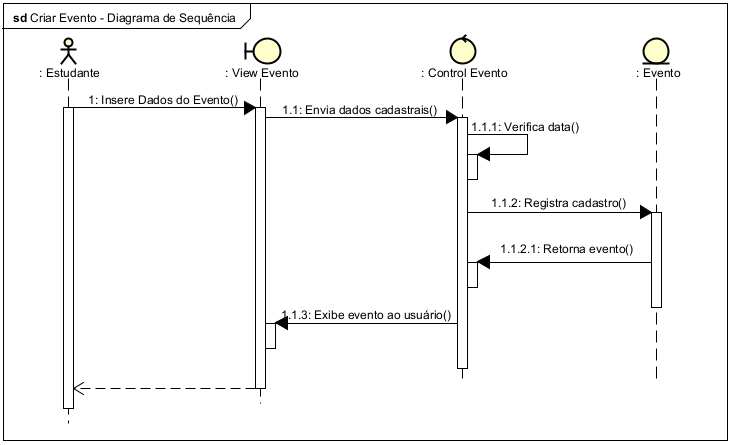 sd Criar Evento - Diagrama de Sequência
: Estudante
: View Evento
: Control Evento
: Evento
1: Insere Dados do Evento()
1.1: Envia dados cadastrais()
1.1.1: Verifica data()
1.1.2: Registra cadastro()
1.1.2.1: Retorna evento()
1.1.3: Exibe evento ao usuário()